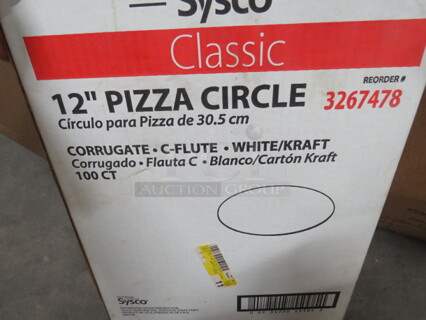 Sysco
Classic
REORDER #
12" PIZZA CIRCLE 3267478
Círculo para Pizza de 30.5 cm
CORRUGATE • C-FLUTE • WHITE/KRAFT
Corrugado • Flauta C • Blanco/Cartón Kraft
100 CT
AUCTION GROUP
Sysco